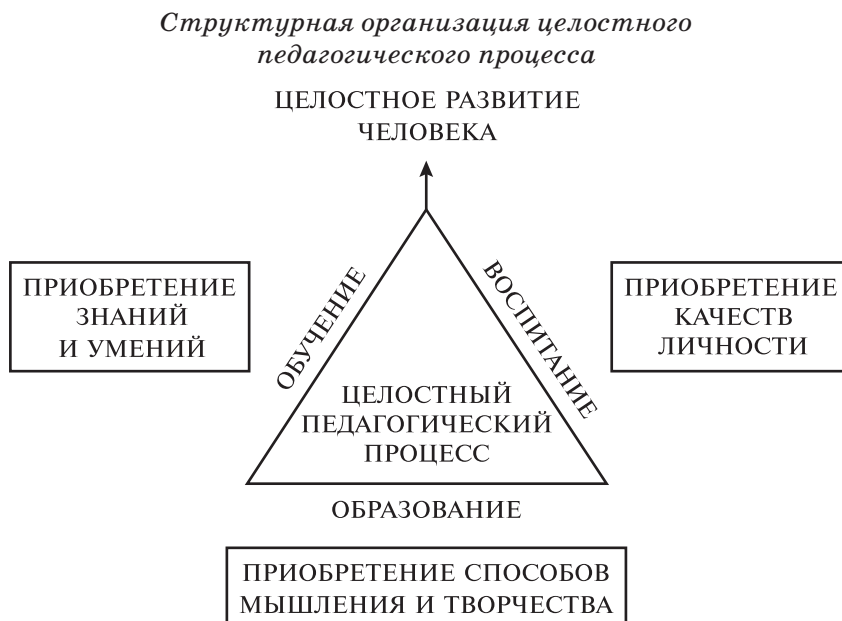 Структурная организация целостного
педагогического процесса
ЦЕЛОСТНОЕ РАЗВИТИЕ
ЧЕЛОВЕКА
ПРИОБРЕТЕНИЕ
ЗНАНИЙ
И УМЕНИЙ
ОБУЧЕНИЕ
ВОСПИТАНИЕ
ПРИОБРЕТЕНИЕ
КАЧЕСТВ
ЛИЧНОСТИ
ЦЕЛОСТНЫЙ
ПЕДАГОГИЧЕСКИЙ
ПРОЦЕСС
ОБРАЗОВАНИЕ
ПРИОБРЕТЕНИЕ СПОСОБОВ
МЫШЛЕНИЯ И ТВОРЧЕСТВА